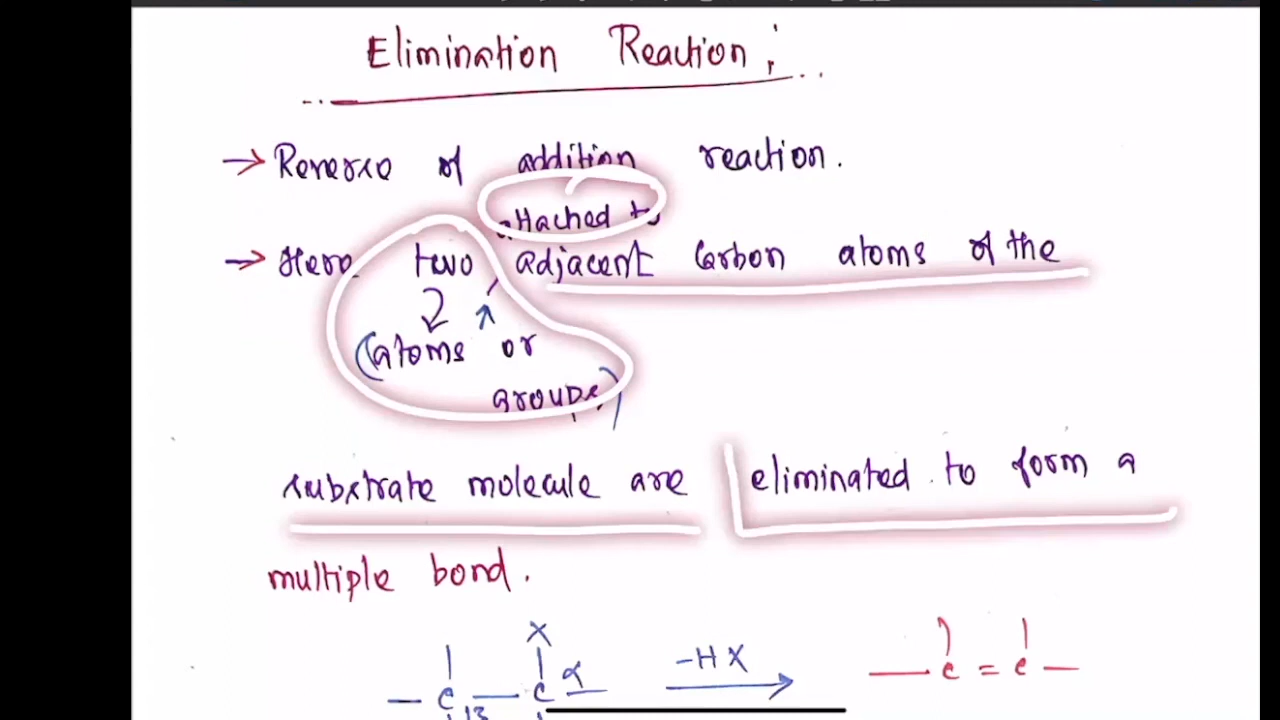 Elimination Reaction :
→ Reverse of addition reaction.
attached to
→ Here two adjacent carbon atoms of the
(atoms or
groups)
substrate molecule are eliminated to form a
multiple bond.
X
— C — C α — -HX → — C = C —
β